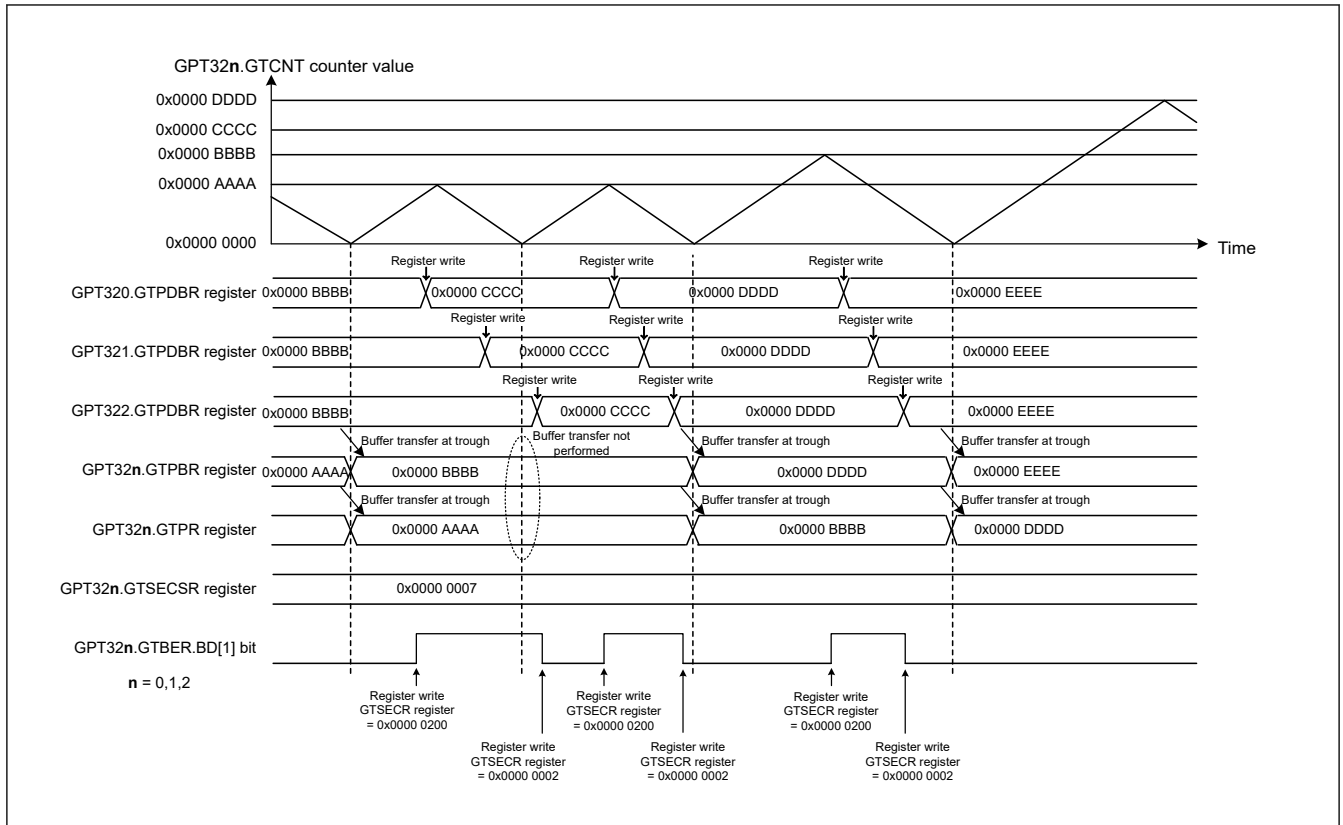 GPT32n.GTCNT counter value
0x0000 DDDD
0x0000 CCCC
0x0000 BBBB
0x0000 AAAA
0x0000 0000
Time
Register write Register write Register write
GPT320.GTPDBR register 0x0000 BBBB 0x0000 CCCC 0x0000 DDDD 0x0000 EEEE
Register write Register write Register write
GPT321.GTPDBR register 0x0000 BBBB 0x0000 CCCC 0x0000 DDDD 0x0000 EEEE
Register write Register write Register write
GPT322.GTPDBR register 0x0000 BBBB 0x0000 CCCC 0x0000 DDDD 0x0000 EEEE
Buffer transfer at trough Buffer transfer not Buffer transfer at trough Buffer transfer at trough
performed
GPT32n.GTPBR register 0x0000 AAAA 0x0000 BBBB 0x0000 DDDD 0x0000 EEEE
Buffer transfer at trough Buffer transfer at trough Buffer transfer at trough
GPT32n.GTPR register 0x0000 AAAA 0x0000 BBBB 0x0000 DDDD
GPT32n.GTSECSR register 0x0000 0007
GPT32n.GTBER.BD[1] bit
n = 0,1,2
Register write Register write Register write
GTSECR register GTSECR register GTSECR register
= 0x0000 0200 = 0x0000 0200 = 0x0000 0200
Register write Register write Register write
GTSECR register GTSECR register GTSECR register
= 0x0000 0002 = 0x0000 0002 = 0x0000 0002